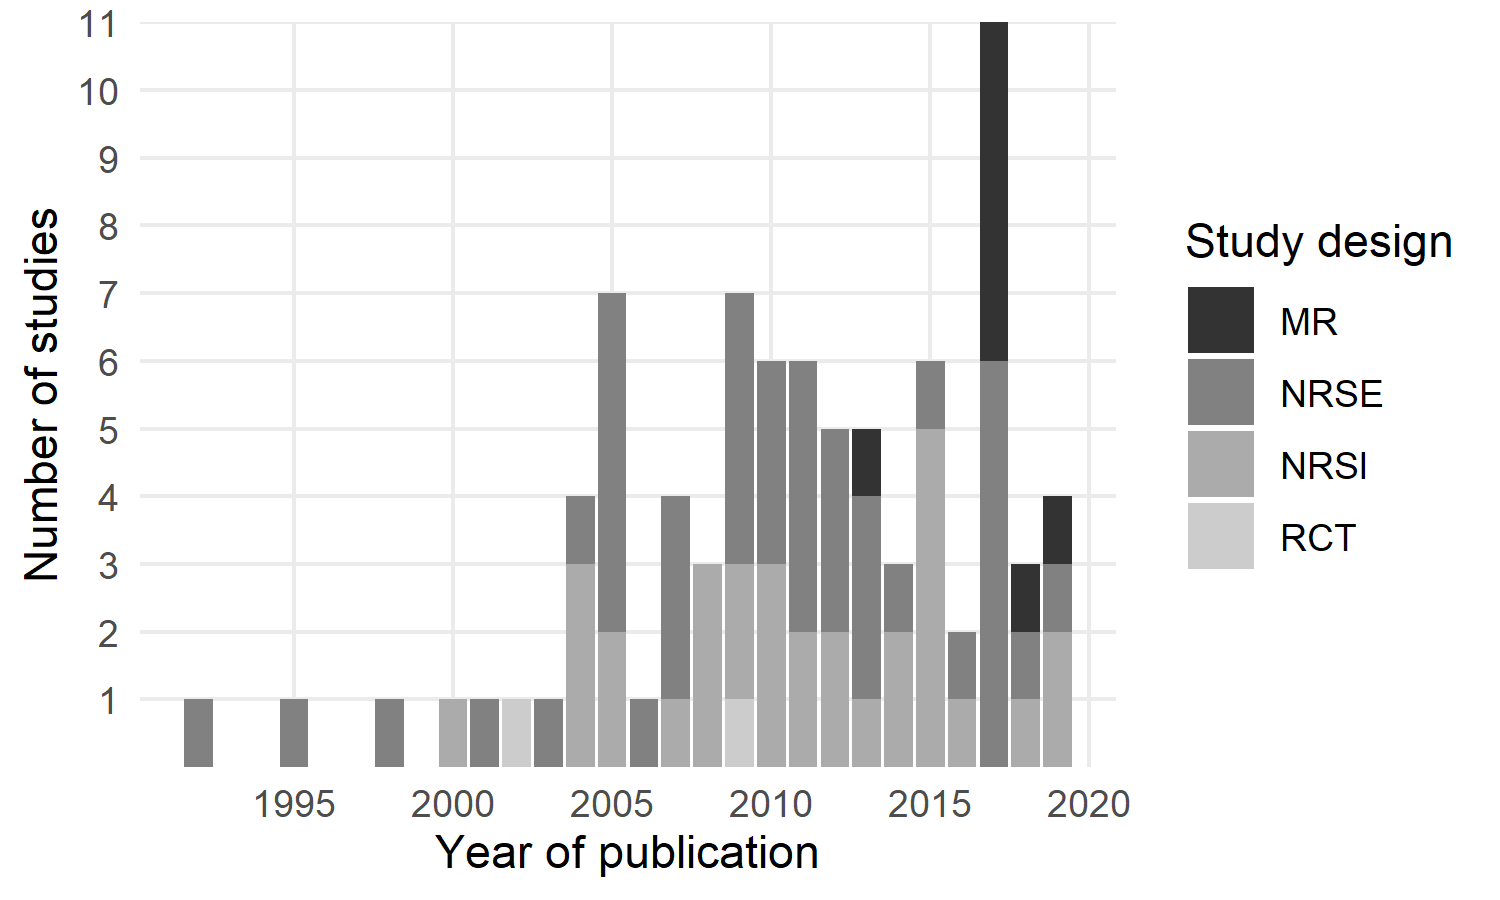 11
10
9
8
7
6
5
4
3
2
1
Number of studies
1995 2000 2005 2010 2015 2020
Year of publication
Study design
MR
NRSE
NRSI
RCT